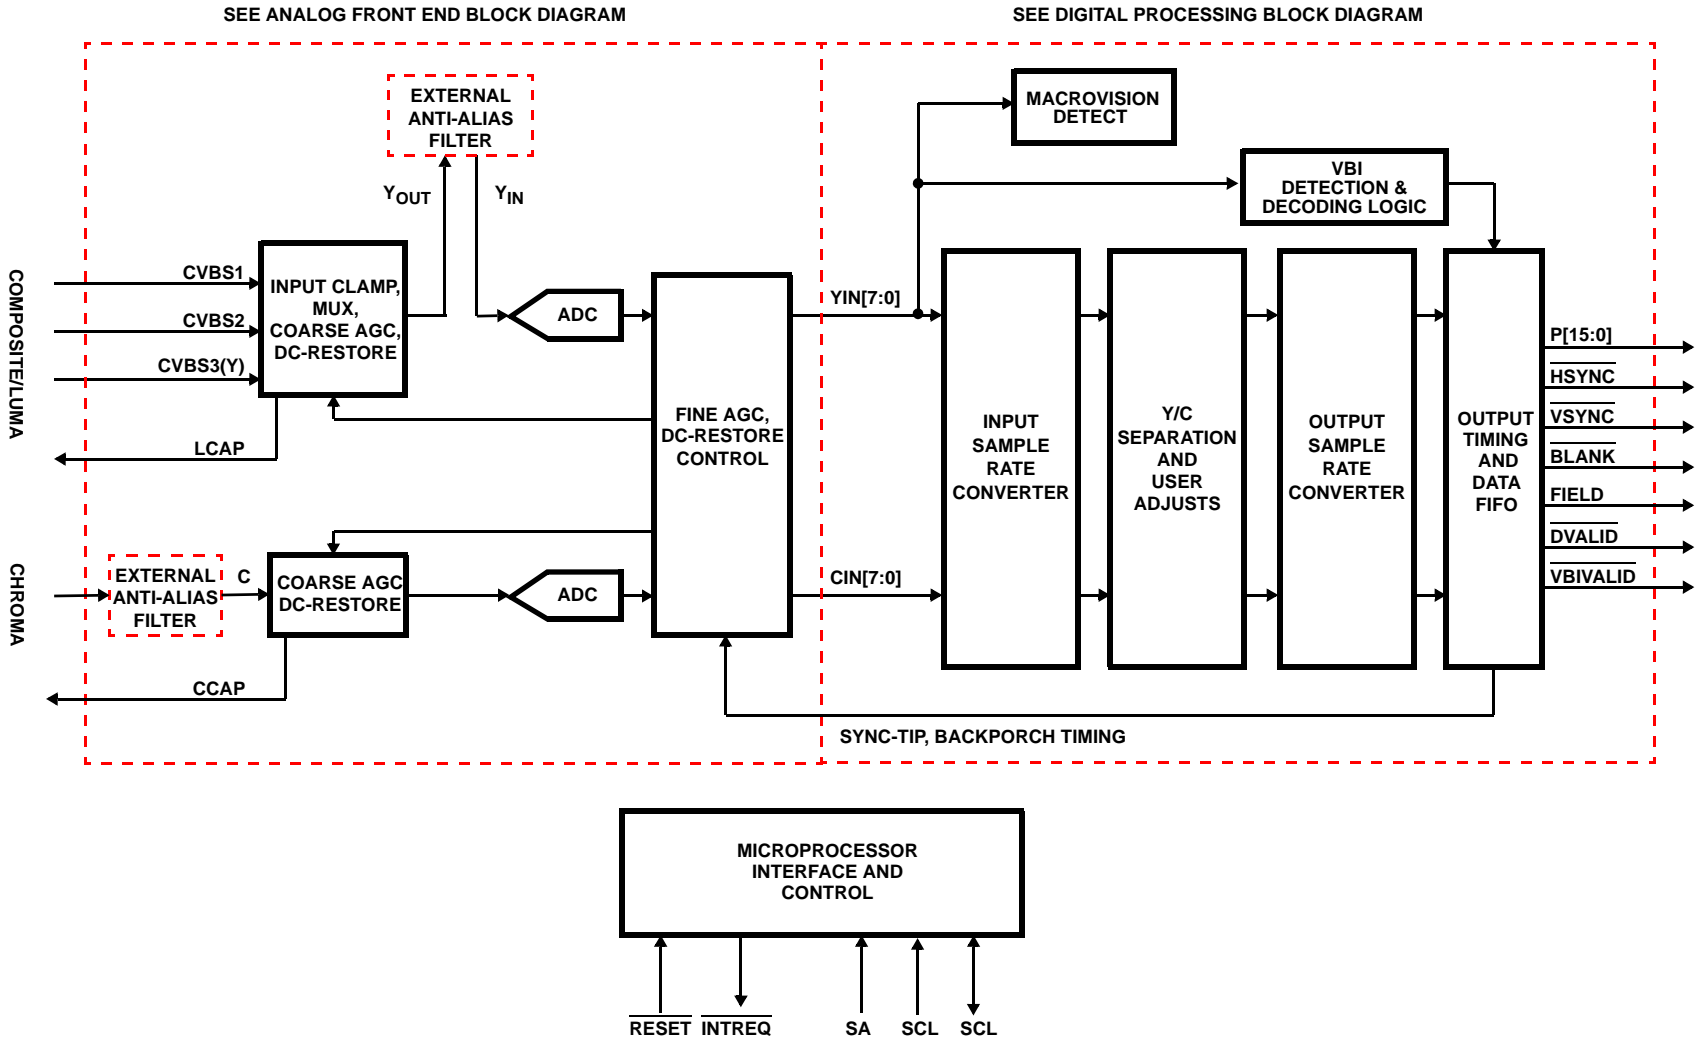 SEE ANALOG FRONT END BLOCK DIAGRAM
SEE DIGITAL PROCESSING BLOCK DIAGRAM
EXTERNAL
ANTI-ALIAS
FILTER
MACROVISION
DETECT
VBI
DETECTION &
DECODING LOGIC
YOUT
YIN
COMPOSITE/LUMA
CVBS1
CVBS2
CVBS3(Y)
LCAP
INPUT CLAMP,
MUX,
COARSE AGC,
DC-RESTORE
ADC
FINE AGC,
DC-RESTORE
CONTROL
YIN[7:0]
CIN[7:0]
INPUT
SAMPLE
RATE
CONVERTER
Y/C
SEPARATION
AND
USER
ADJUSTS
OUTPUT
SAMPLE
RATE
CONVERTER
OUTPUT
TIMING
AND
DATA
FIFO
P[15:0]
HSYNC
VSYNC
BLANK
FIELD
DVALID
VBIVALID
CHROMA
EXTERNAL
ANTI-ALIAS
FILTER
C
COARSE AGC
DC-RESTORE
ADC
CCAP
SYNC-TIP, BACKPORCH TIMING
MICROPROCESSOR
INTERFACE AND
CONTROL
RESET
INTREQ
SA
SCL
SCL